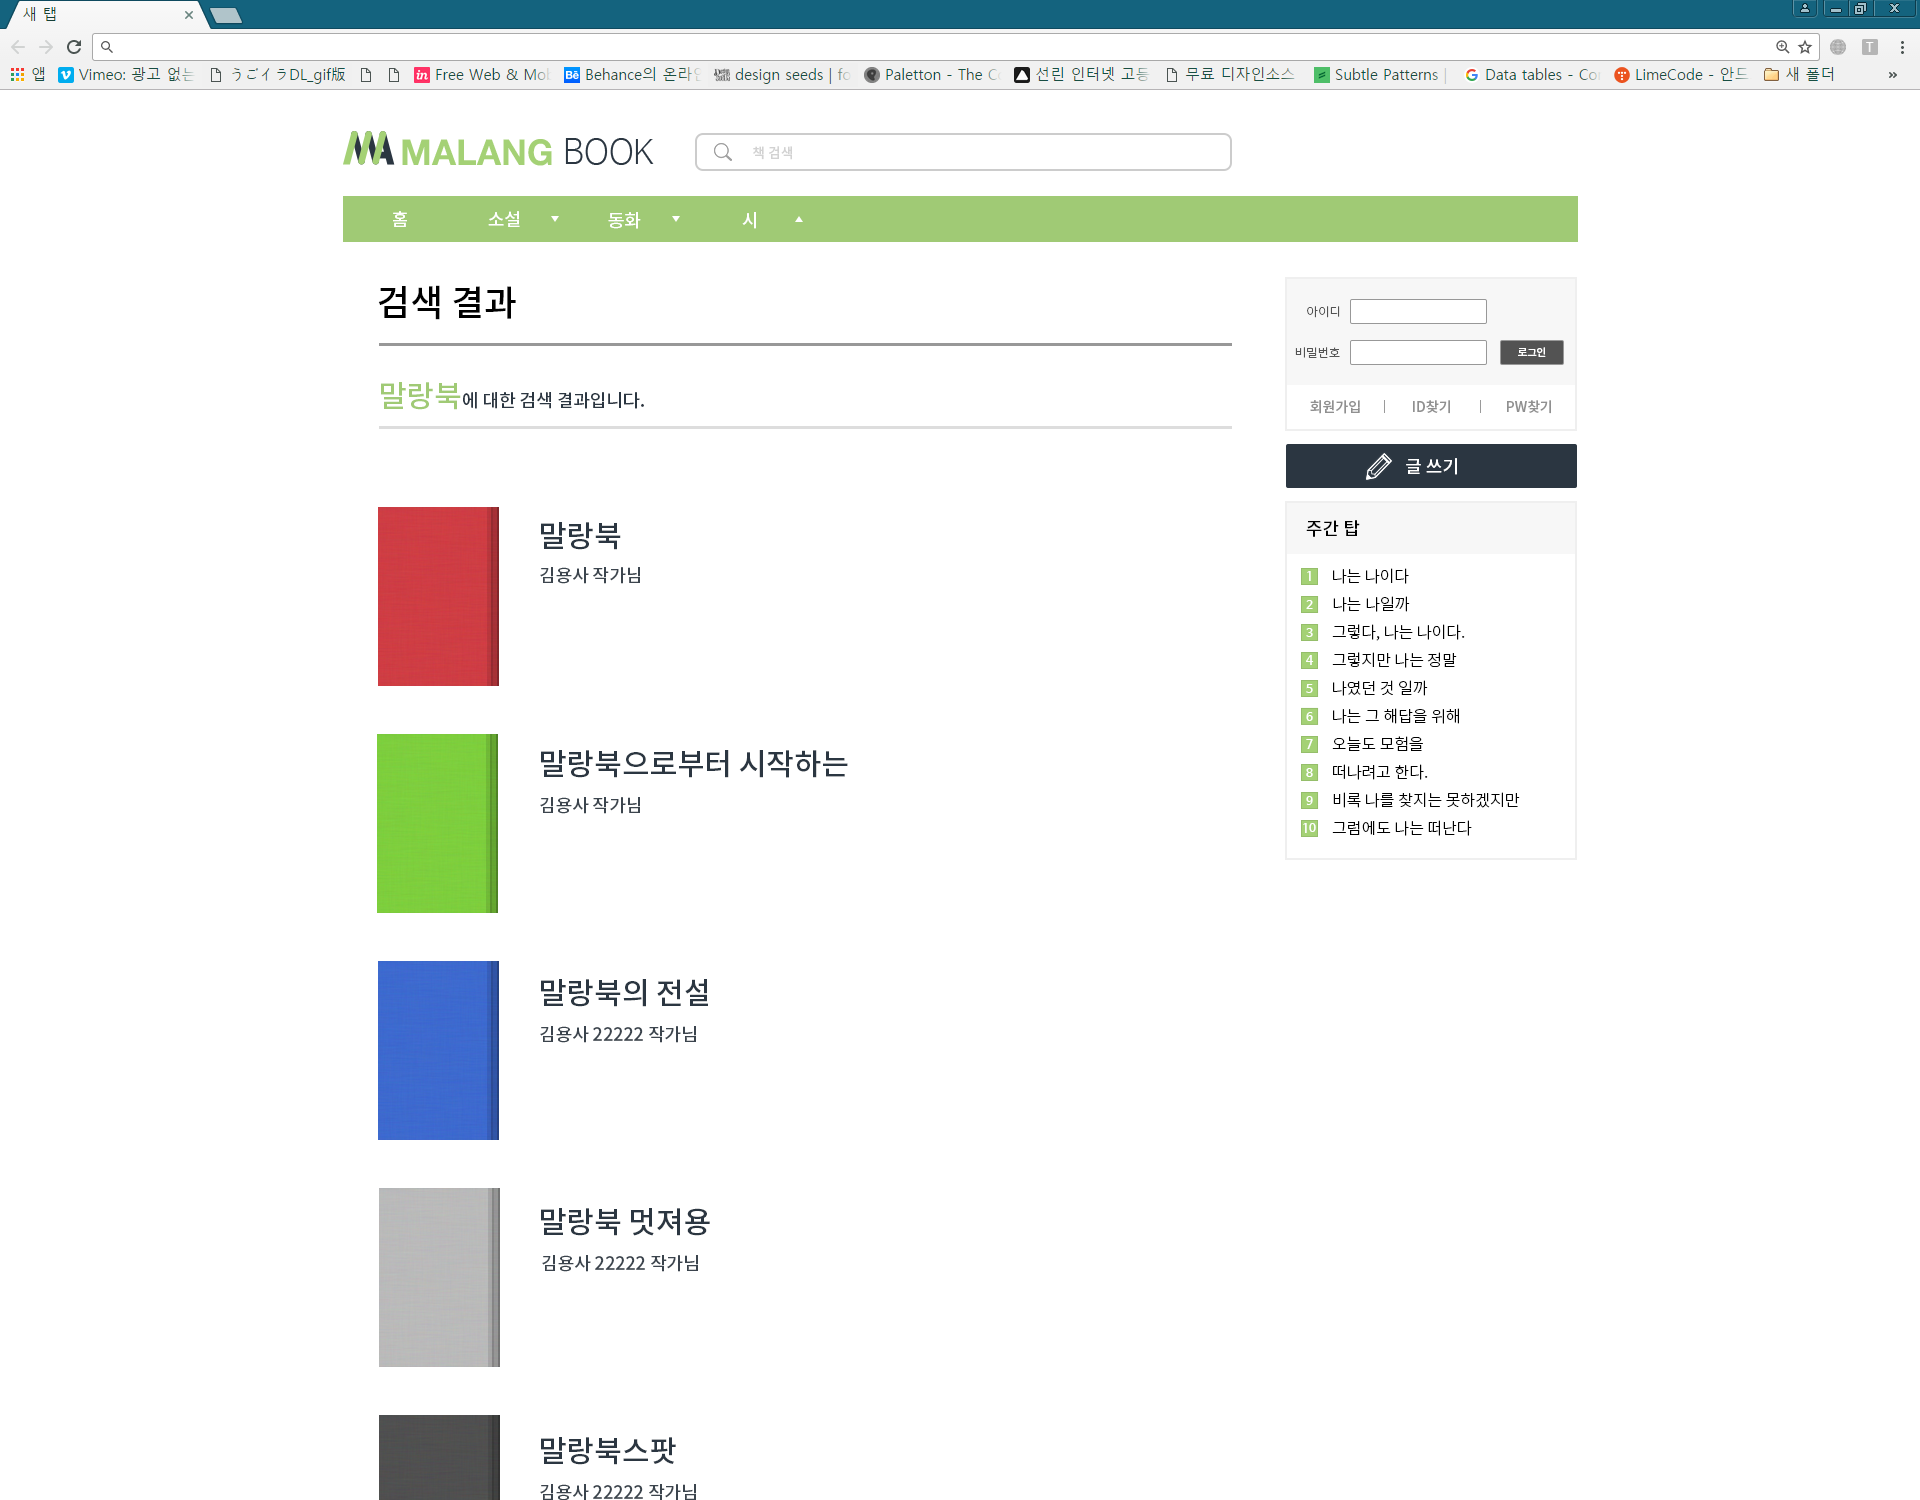 새 탭
앱 Vimeo: 광고 없는 うごイラDL_gif版 Free Web & Mob Behance의 온라인 design seeds | fo Paletton - The Co 선린 인터넷 고등 무료 디자인소스 Subtle Patterns | Data tables - Co LimeCode - 안드 새 폴더 »
MALANG BOOK
책 검색
홈 소설 동화 시
검색 결과
말랑북에 대한 검색 결과입니다.
말랑북
김용사 작가님
말랑북으로부터 시작하는
김용사 작가님
말랑북의 전설
김용사 22222 작가님
말랑북 멋져용
김용사 22222 작가님
말랑북스팟
김용사 22222 작가님
아이디
비밀번호 로그인
회원가입 | ID찾기 | PW찾기
글 쓰기
주간 탑
1 나는 나이다
2 나는 나일까
3 그렇다, 나는 나이다.
4 그렇지만 나는 정말
5 나였던 것 일까
6 나는 그 해답을 위해
7 오늘도 모험을
8 떠나려고 한다.
9 비록 나를 찾지는 못하겠지만
10 그럼에도 나는 떠난다